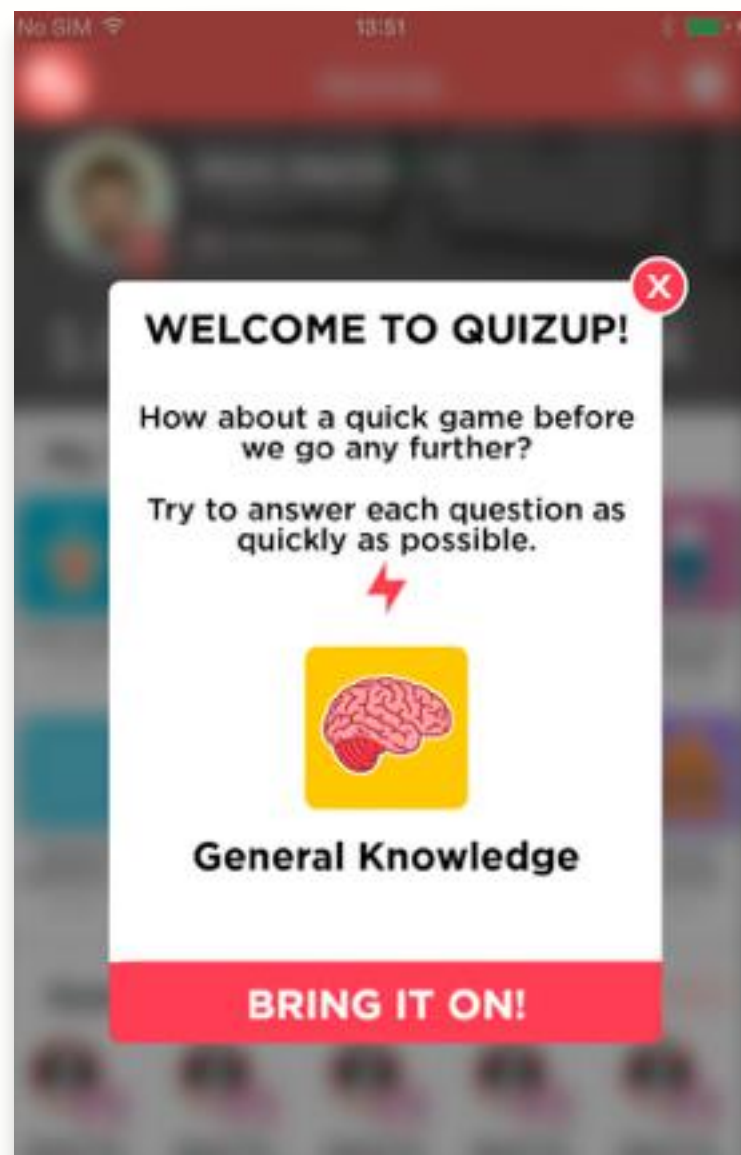 No SIM 13:51
WELCOME TO QUIZUP!
How about a quick game before
we go any further?
Try to answer each question as
quickly as possible.
General Knowledge
BRING IT ON!